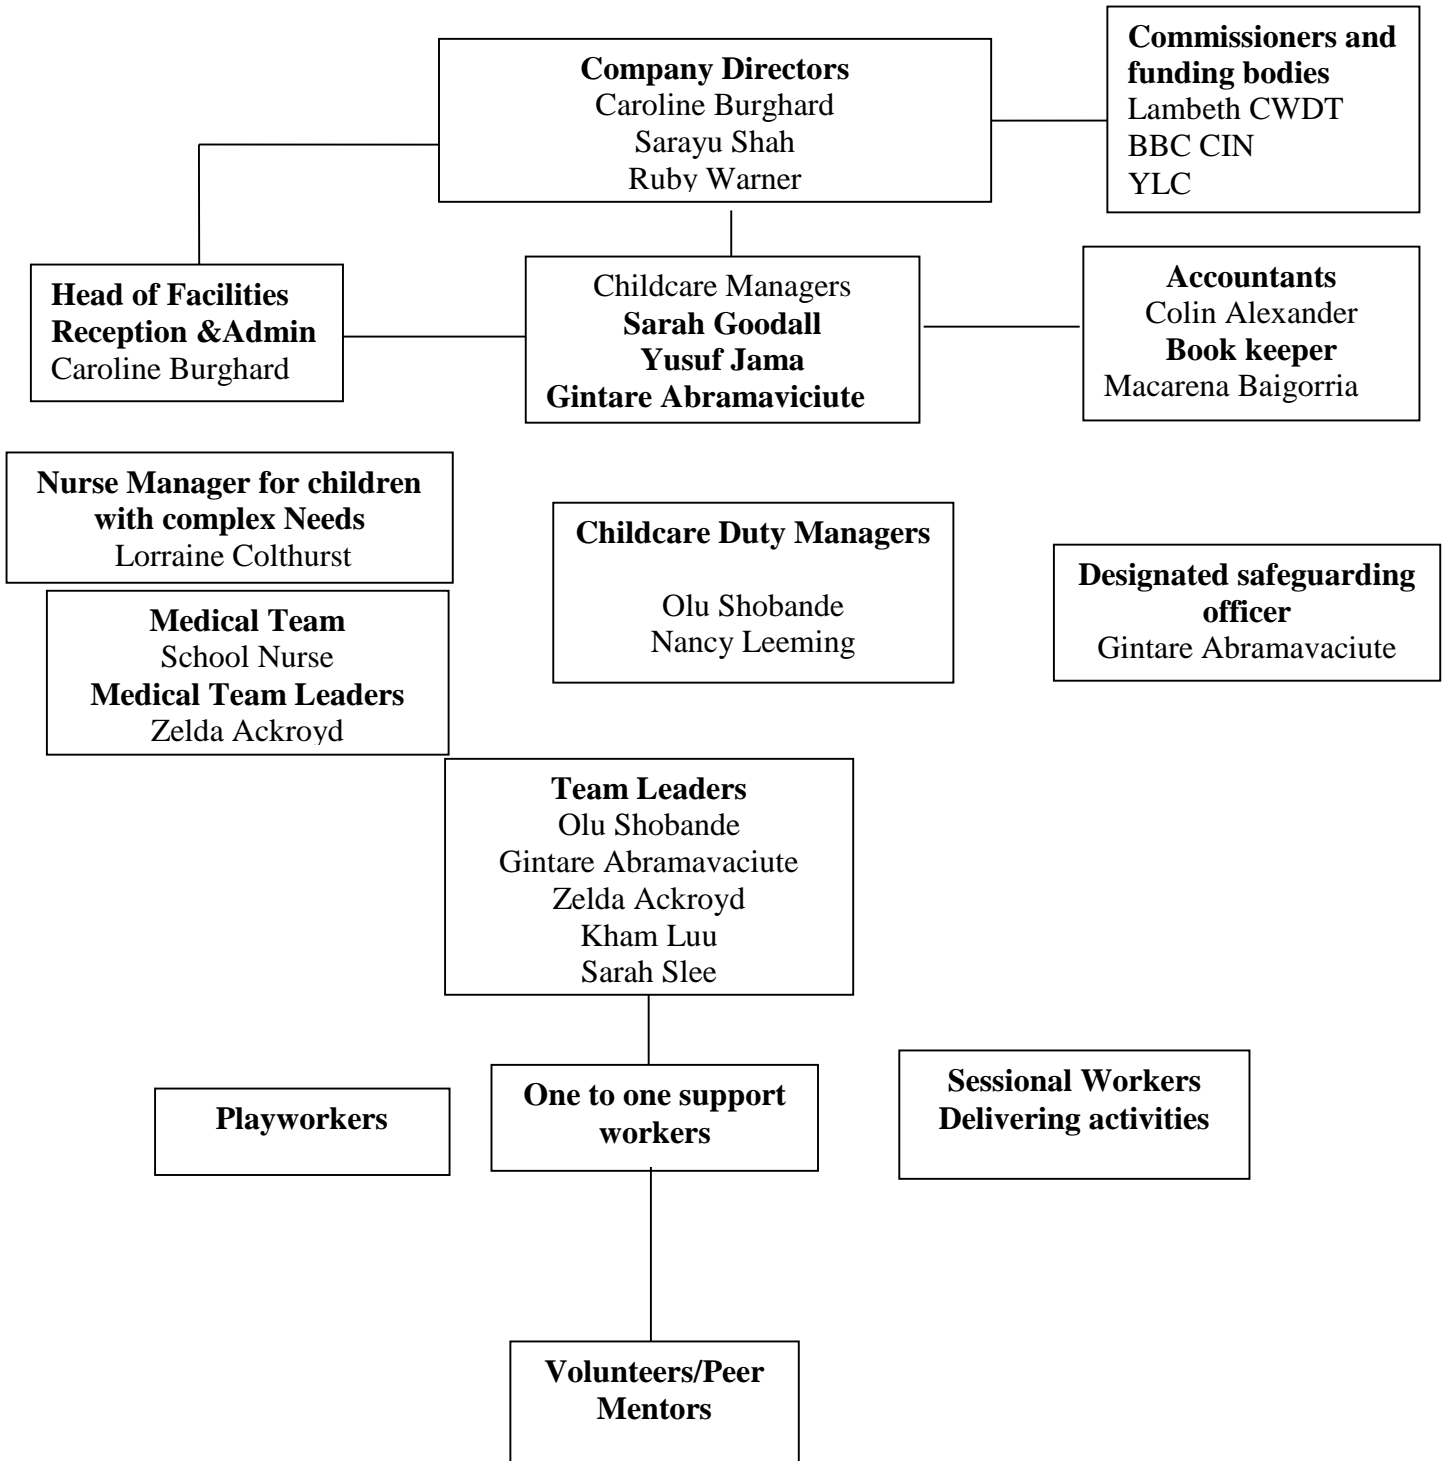 Company Directors
Caroline Burghard
Sarayu Shah
Ruby Warner
Commissioners and
funding bodies
Lambeth CWDT
BBC CIN
YLC
Head of Facilities
Reception &Admin
Caroline Burghard
Childcare Managers
Sarah Goodall
Yusuf Jama
Gintare Abramaviciute
Accountants
Colin Alexander
Book keeper
Macarena Baigorria
Nurse Manager for children
with complex Needs
Lorraine Colthurst
Childcare Duty Managers
Olu Shobande
Nancy Leeming
Designated safeguarding
officer
Gintare Abramavaciute
Medical Team
School Nurse
Medical Team Leaders
Zelda Ackroyd
Team Leaders
Olu Shobande
Gintare Abramavaciute
Zelda Ackroyd
Kham Luu
Sarah Slee
Playworkers
One to one support
workers
Sessional Workers
Delivering activities
Volunteers/Peer
Mentors